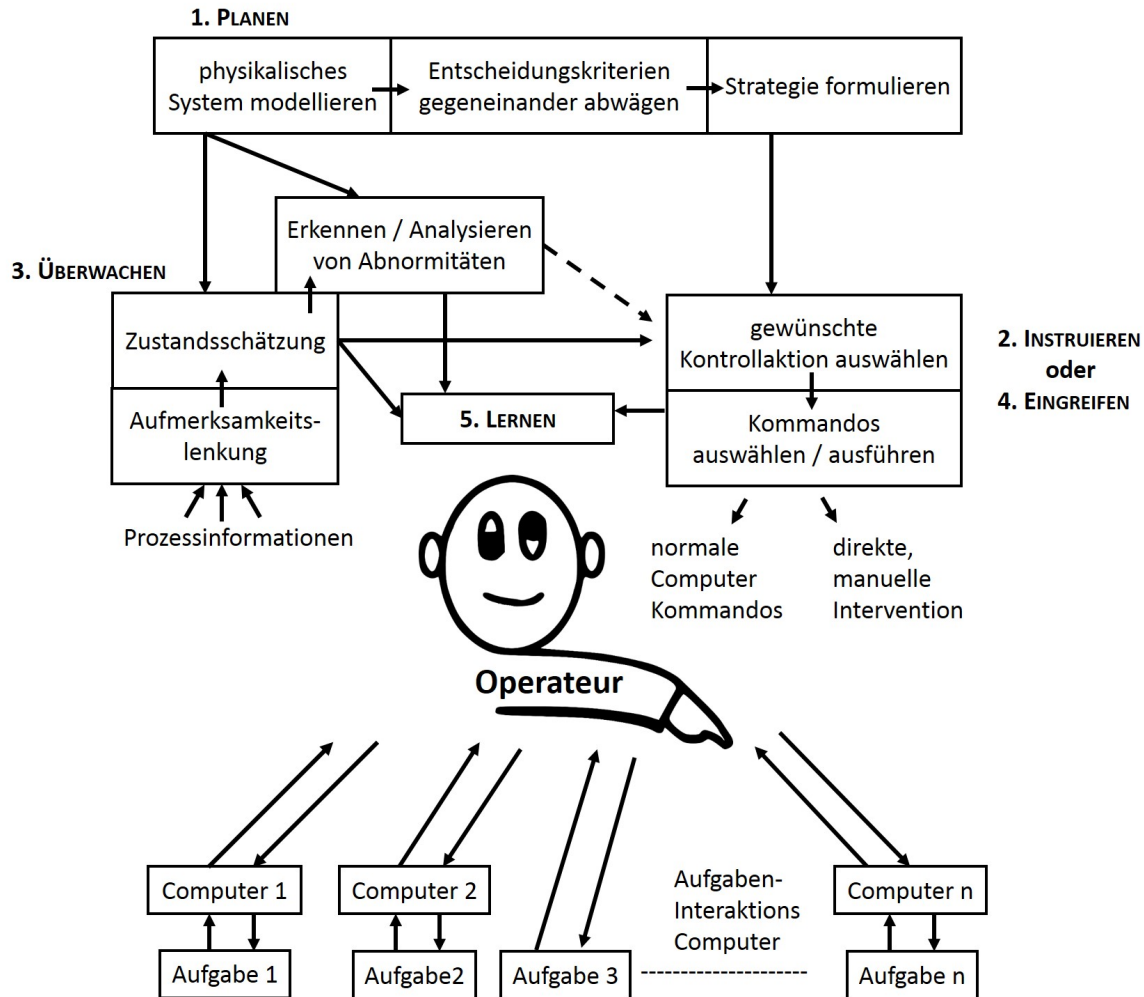 1. PLANEN
physikalisches
System modellieren
Entscheidungskriterien
gegeneinander abwägen
Strategie formulieren
Erkennen / Analysieren
von Abnormitäten
3. ÜBERWACHEN
Zustandsschätzung
gewünschte
Kontrollaktion auswählen
2. INSTRUIEREN
oder
4. EINGREIFEN
Aufmerksamkeits-
lenkung
5. LERNEN
Kommandos
auswählen / ausführen
Prozessinformationen
normale
Computer
Kommandos
direkte,
manuelle
Intervention
Operateur
Computer 1
Computer 2
Aufgaben-
Interaktions
Computer
Computer n
Aufgabe 1
Aufgabe2
Aufgabe 3
Aufgabe n